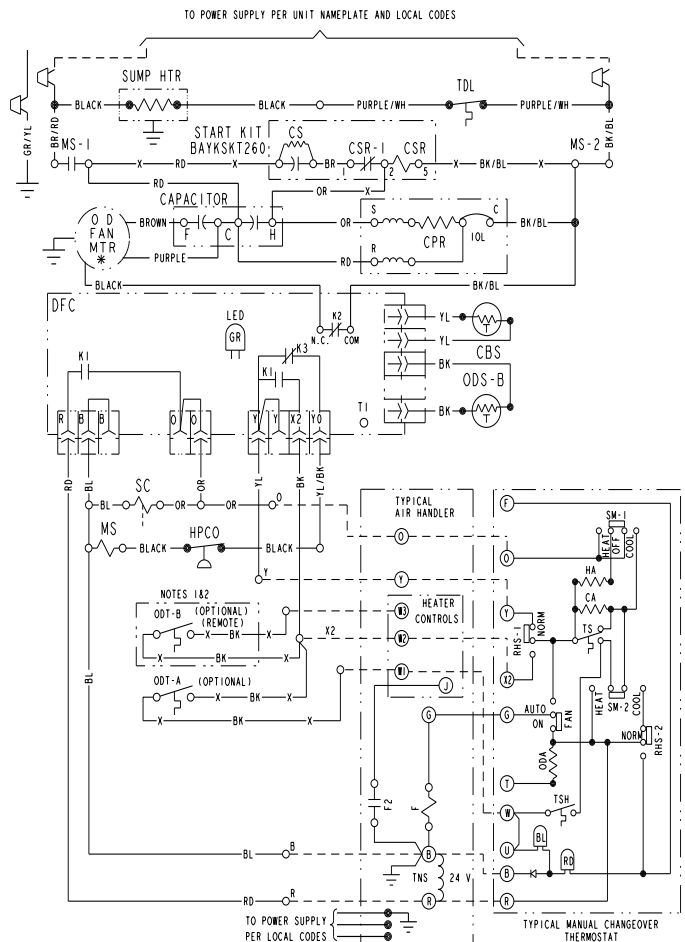 TO POWER SUPPLY PER UNIT NAMEPLATE AND LOCAL CODES
SUMP HTR
TDL
BLACK
BLACK
PURPLE/WH
PURPLE/WH
GR/YL
BR/RD
BK/BL
START KIT
BAYKSKT260
CS
CSR-1
CSR
MS-1
MS-2
X
RD
X
BR
1
2
5
X
BK/BL
X
RD
OR
X
CAPACITOR
O D
FAN
MTR
*
BROWN
F
C
H
OR
S
C
CPR
IOL
BK/BL
PURPLE
RD
R
BLACK
BK/BL
DFC
LED
GR
K2
N.C.
COM
YL
YL
CBS
BK
ODS-B
BK
K1
K3
K1
T1
R
B
B
O
O
Y
Y
X2
YO
RD
BL
OR
YL
BK
YL/BK
SC
BL
OR
OR
O
MS
BLACK
HPCO
BLACK
Y
NOTES 1&2
ODT-B
(OPTIONAL)
(REMOTE)
X
BK
X
X
BK
X
X2
ODT-A
(OPTIONAL)
X
BK
X
X
BK
X
BL
TYPICAL
AIR HANDLER
O
Y
W3
HEATER
CONTROLS
W2
W1
J
G
F2
F
BL
B
B
TNS
24 V
RD
R
R
TO POWER SUPPLY
PER LOCAL CODES
F
SM-1
HEAT
OFF
COOL
O
HA
CA
Y
NORM
RHS-1
TS
X2
HEAT
SM-2
COOL
G
AUTO
ON
FAN
NORM
RHS-2
ODA
T
TSH
W
BL
U
RD
B
R
TYPICAL MANUAL CHANGEOVER
THERMOSTAT